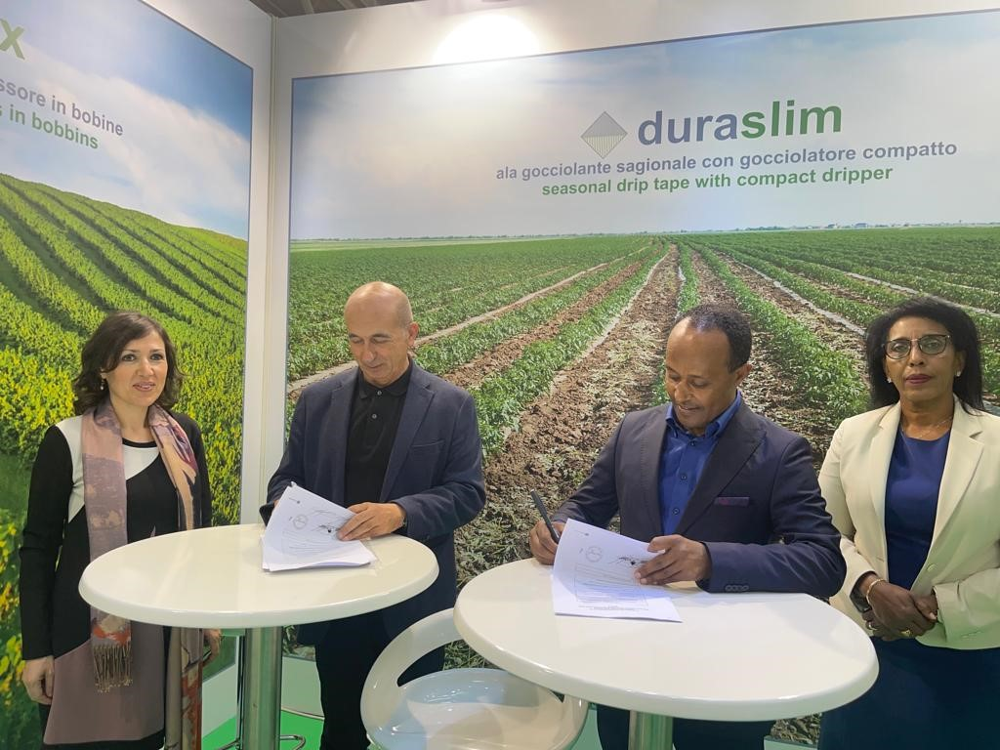 x
ssore in bobine
s in bobbins
duraslim
ala gocciolante sagionale con gocciolatore compatto
seasonal drip tape with compact dripper